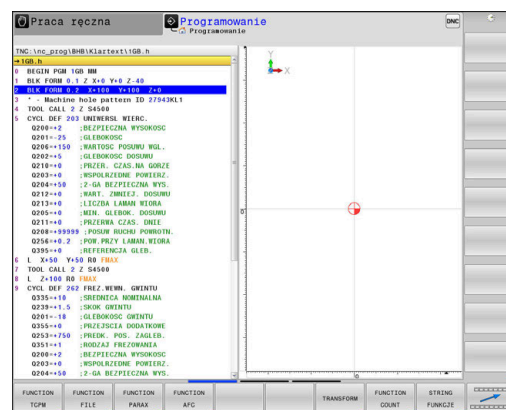 Praca ręczna
Programowanie
Programowanie
DNC
TNC:\nc_prog\BHB\Klartext\1GB.h
→1GB.h
0 BEGIN PGM 1GB MM
1 BLK FORM 0.1 Z X+0 Y+0 Z-40
2 BLK FORM 0.2 X+100 Y+100 Z+0
3 * - Machine hole pattern ID 27943KL1
4 TOOL CALL 2 Z S4500
5 CYCL DEF 203 UNIWERSL WIERC.
Q200=+2 ;BEZPIECZNA WYSOKOSC
Q201=-25 ;GLEBOKOSC
Q206=+150 ;WARTOSC POSUWU WGL.
Q202=+5 ;GLEBOKOSC DOSUWU
Q210=+0 ;PRZER. CZAS.NA GORZE
Q203=+0 ;WSPOLRZEDNE POWIERZ.
Q204=+50 ;2-GA BEZPIECZNA WYS.
Q212=+0 ;WART. ZMNIEJ. DOSUWU
Q213=+0 ;LICZBA LAMAN WIORA
Q205=+0 ;MIN. GLEBOK. DOSUWU
Q211=+0 ;PRZERWA CZAS. DNIE
Q208=+99999 ;POSUW RUCHU POWROTN.
Q256=+0.2 ;POW.PRZY LAMAN.WIORA
Q395=+0 ;REFERENCJA GLEB.
6 L X+50 Y+50 R0 FMAX
7 TOOL CALL 2 Z S4500
8 L Z+100 R0 FMAX
9 CYCL DEF 262 FREZ.WEWN. GWINTU
Q335=+10 ;SREDNICA NOMINALNA
Q239=+1.5 ;SKOK GWINTU
Q201=-18 ;GLEBOKOSC GWINTU
Q355=+0 ;PRZEJSCIA DODATKOWE
Q253=+750 ;PREDK. POS. ZAGLEB.
Q351=+1 ;RODZAJ FREZOWANIA
Q200=+2 ;BEZPIECZNA WYSOKOSC
Q203=+0 ;WSPOLRZEDNE POWIERZ.
Q204=+50 ;2-GA BEZPIECZNA WYS.
Y
X
0
0
FUNCTION TCPM
FUNCTION FILE
FUNCTION PARAX
FUNCTION AFC
TRANSFORM
FUNCTION COUNT
STRING FUNKCJE